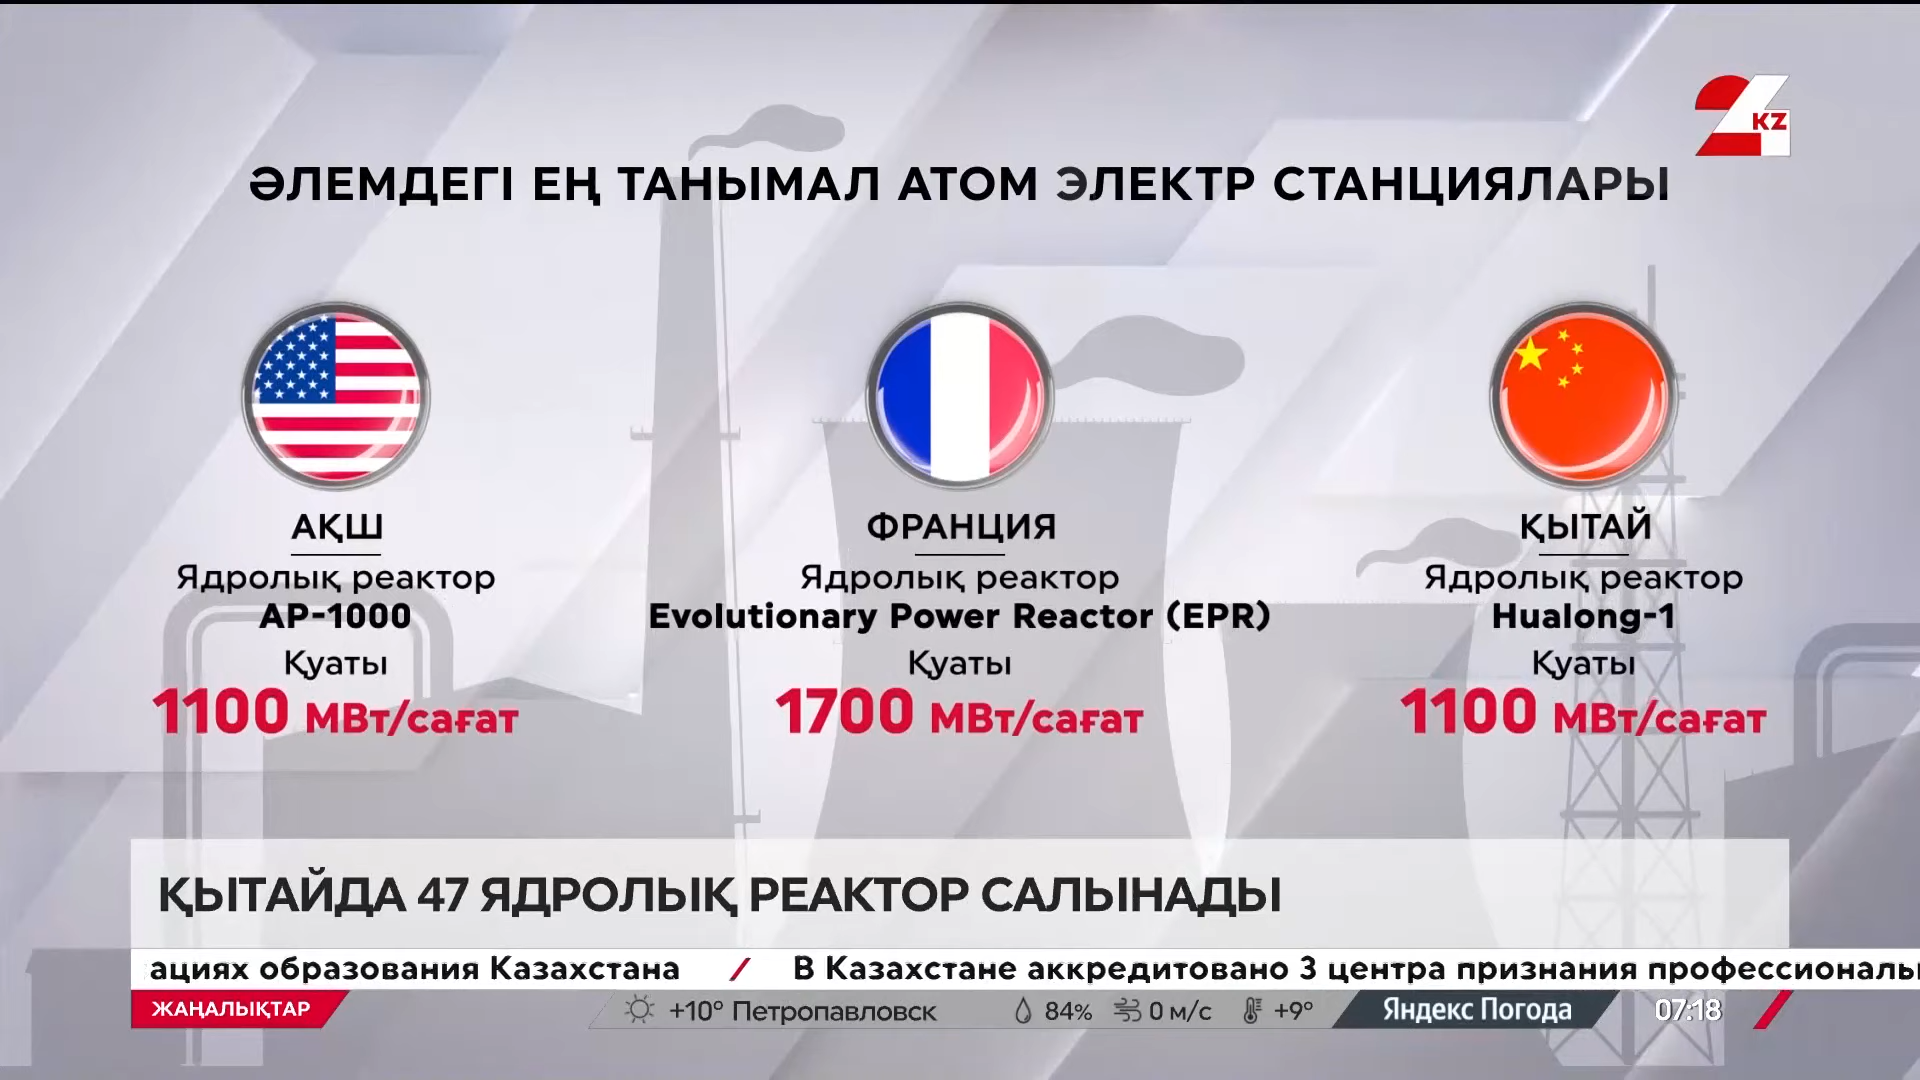 24 KZ
ӘЛЕМДЕГІ ЕҢ ТАНЫМАЛ АТОМ ЭЛЕКТР СТАНЦИЯЛАРЫ
АҚШ
Ядролық реактор
AP-1000
Қуаты
1100 МВт/сағат
ФРАНЦИЯ
Ядролық реактор
Evolutionary Power Reactor (EPR)
Қуаты
1700 МВт/сағат
ҚЫТАЙ
Ядролық реактор
Hualong-1
Қуаты
1100 МВт/сағат
ҚЫТАЙДА 47 ЯДРОЛЫҚ РЕАКТОР САЛЫНАДЫ
ациях образования Казахстана / В Казахстане аккредитовано 3 центра признания профессиональ
ЖАҢАЛЫҚТАР +10° Петропавловск 84% 0 м/с +9° Яндекс Погода 07:18